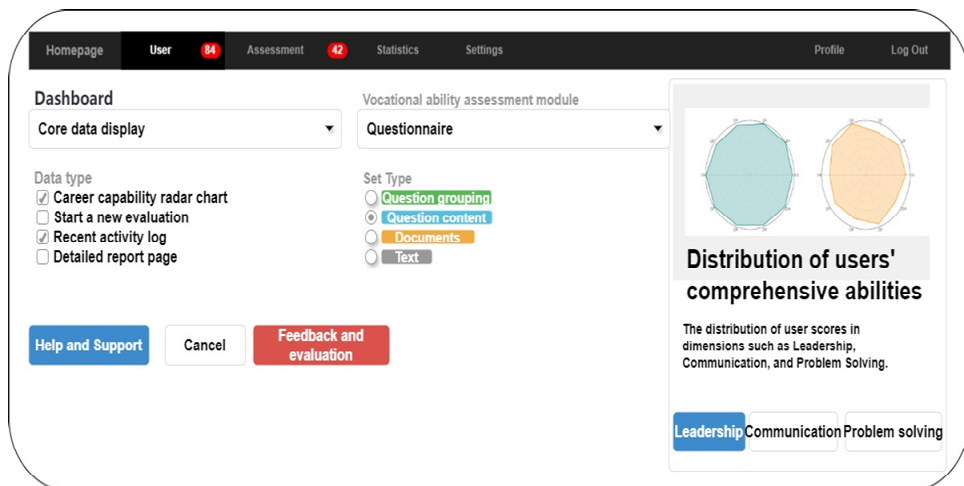 Homepage User 84 Assessment 42 Statistics Settings Profile Log Out
Dashboard
Core data display
Vocational ability assessment module
Questionnaire
Data type
Career capability radar chart
Start a new evaluation
Recent activity log
Detailed report page
Set Type
Question grouping
Question content
Documents
Text
Help and Support
Cancel
Feedback and
evaluation
Distribution of users'
comprehensive abilities
The distribution of user scores in
dimensions such as Leadership,
Communication, and Problem Solving.
Leadership Communication Problem solving